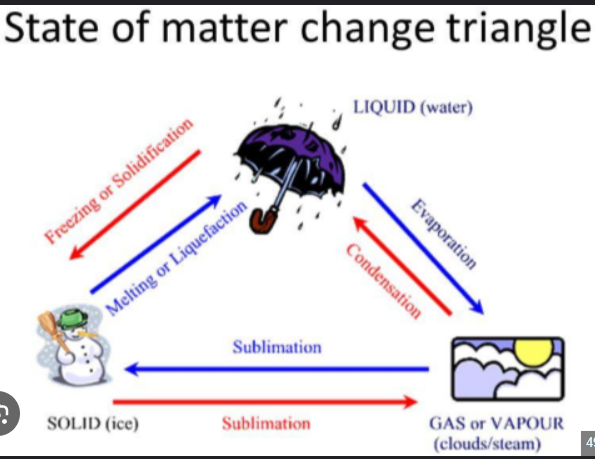 State of matter change triangle
LIQUID (water)
Freezing or Solidification
Melting or Liquefaction
Evaporation
Condensation
Sublimation
SOLID (ice)
Sublimation
GAS or VAPOUR
(clouds/steam)